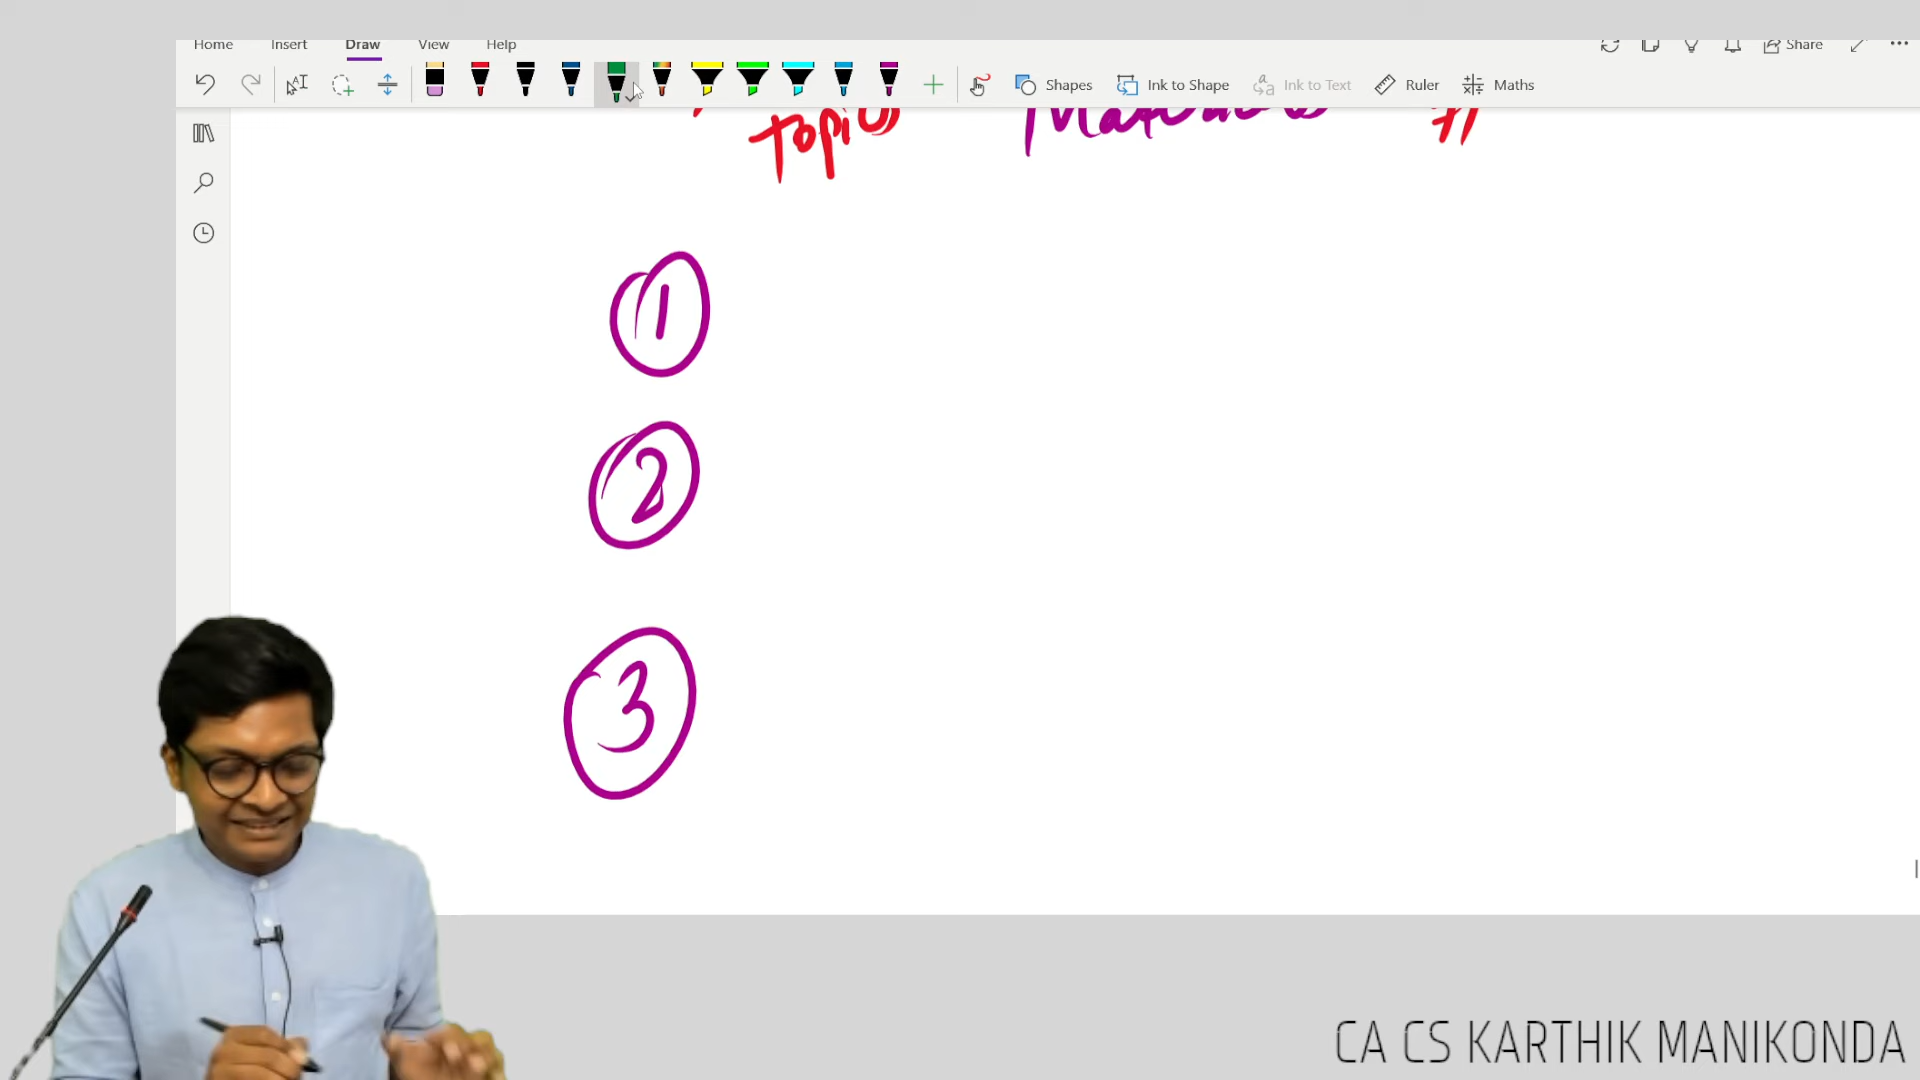 Home Insert Draw View Help Share
Shapes Ink to Shape Ink to Text Ruler Maths
Topics Materials
1
2
3
CA CS KARTHIK MANIKONDA